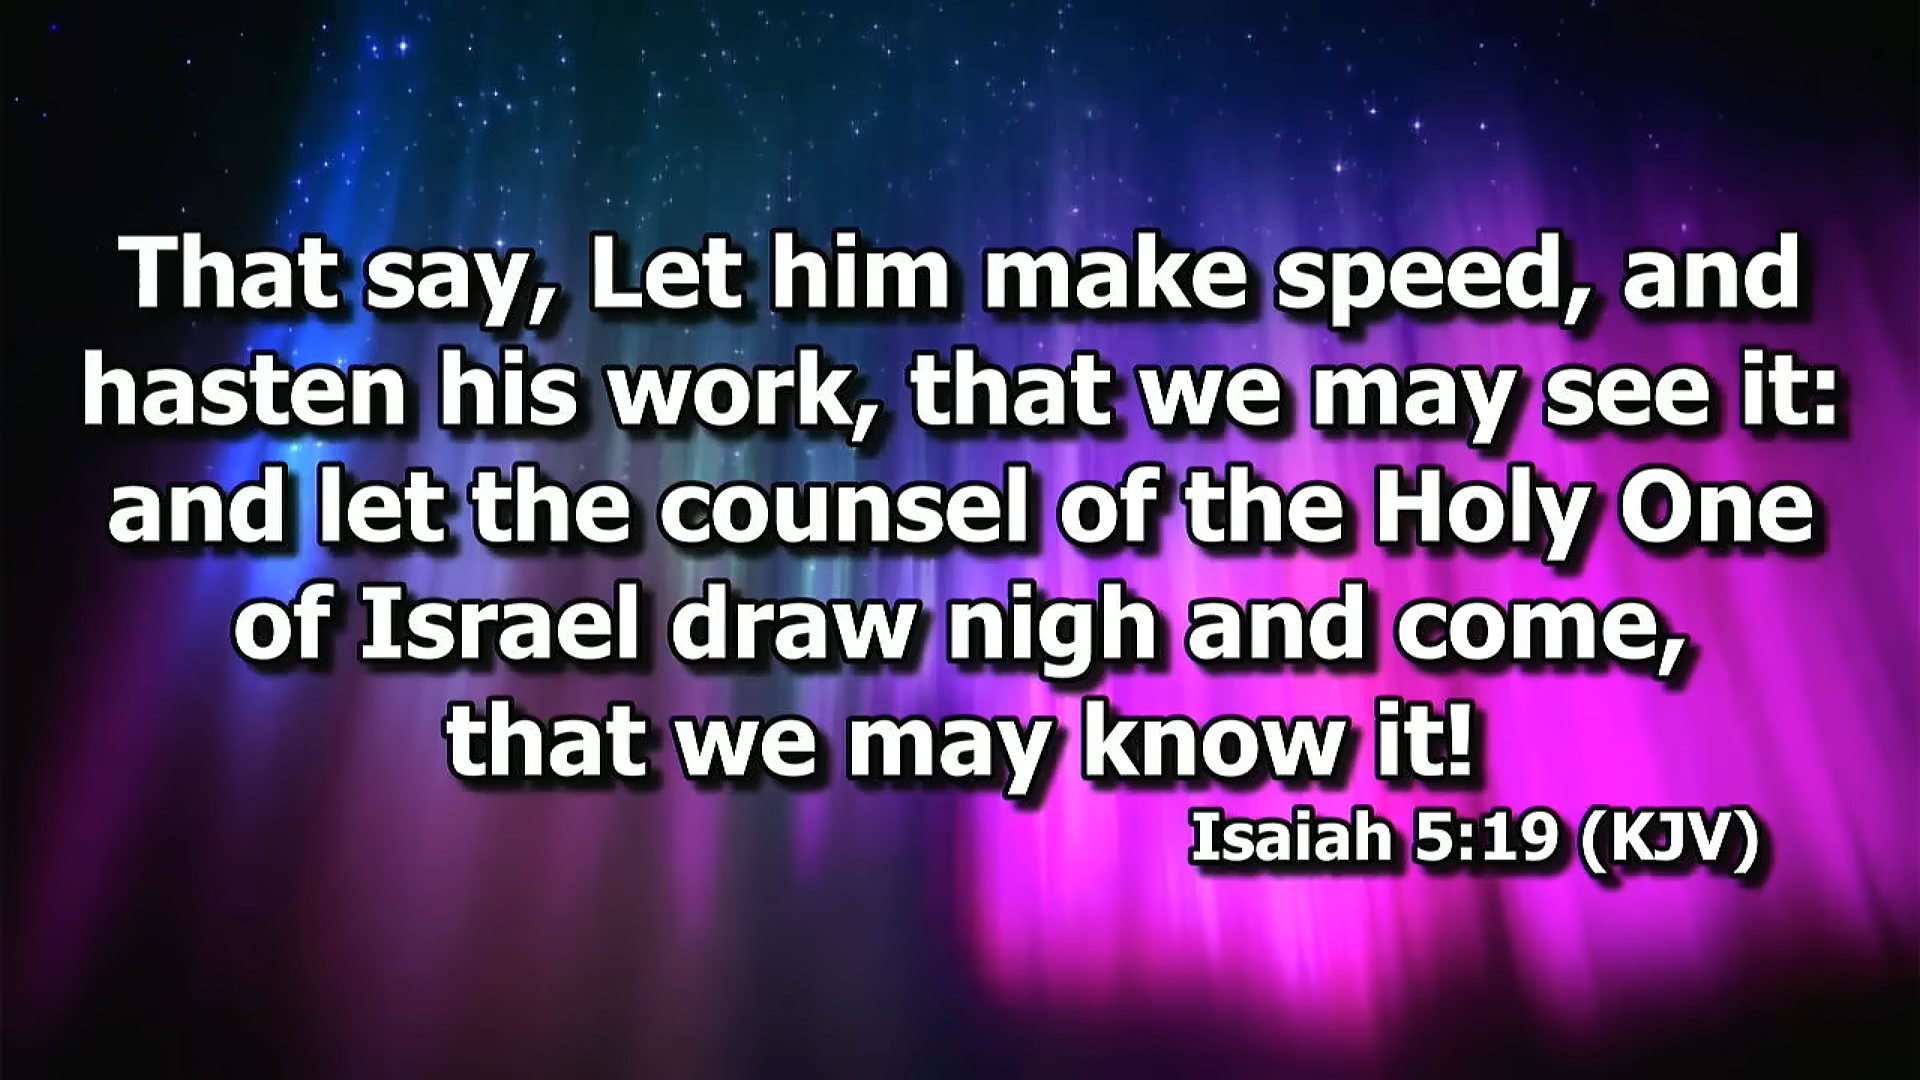 That say, Let him make speed, and
hasten his work, that we may see it:
and let the counsel of the Holy One
of Israel draw nigh and come,
that we may know it!
Isaiah 5:19 (KJV)